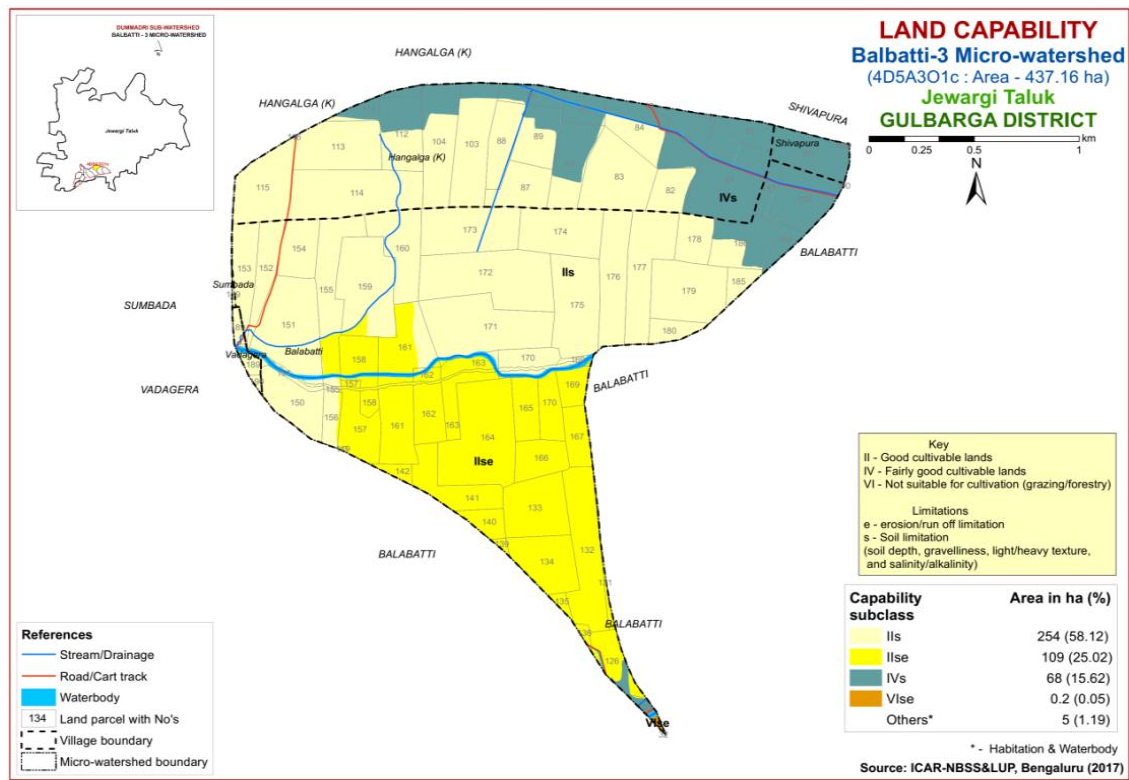 DUMMADRI SUB-WATERSHED
BALBATTI - 3 MICRO-WATERSHED
N
Jewargi Taluk
LAND CAPABILITY
Balbatti-3 Micro-watershed
(4D5A3O1c : Area - 437.16 ha)
Jewargi Taluk
GULBARGA DISTRICT
km
0 0.25 0.5 1
N
HANGALGA (K)
HANGALGA (K)
SHIVAPURA
Shivapura
84
112
104
103
88
89
113
Hangalga (K)
83
115
114
87
82
IVs
173
174
178
BALABATTI
154
160
153
152
172
IIs
176
177
185
Sumbada
155
159
175
179
SUMBADA
151
171
180
161
Vadagera
Balabatti
158
163
170
VADAGERA
157
169
BALABATTI
150
158
162
165
170
156
157
161
163
164
167
IIse
166
142
141
133
140
139
132
BALABATTI
134
131
135
BALABATTI
126
VIse
Key
II - Good cultivable lands
IV - Fairly good cultivable lands
VI - Not suitable for cultivation (grazing/forestry)
Limitations
e - erosion/run off limitation
s - Soil limitation
(soil depth, gravelliness, light/heavy texture,
and salinity/alkalinity)
Capability subclass Area in ha (%)
IIs 254 (58.12)
IIse 109 (25.02)
IVs 68 (15.62)
VIse 0.2 (0.05)
Others* 5 (1.19)
* - Habitation & Waterbody
Source: ICAR-NBSS&LUP, Bengaluru (2017)
References
Stream/Drainage
Road/Cart track
Waterbody
134 Land parcel with No's
Village boundary
Micro-watershed boundary